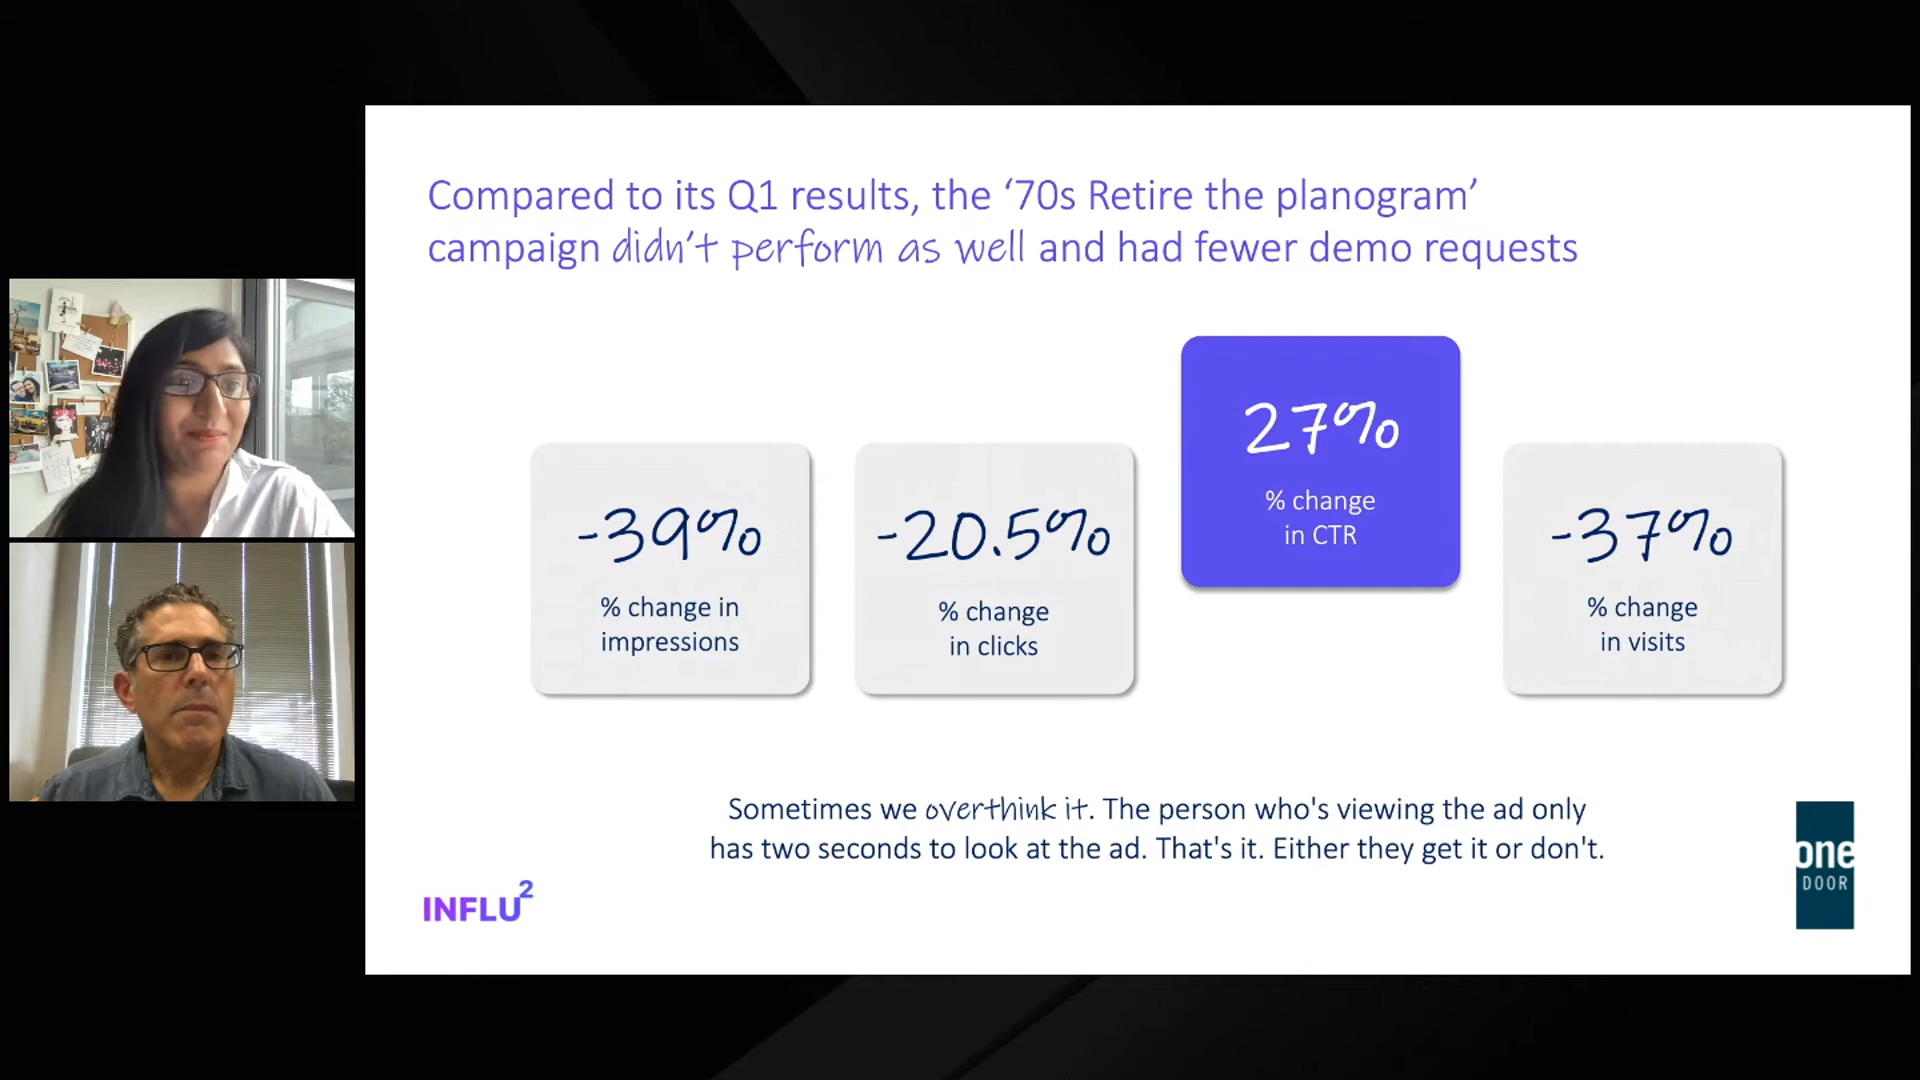 Compared to its Q1 results, the ‘70s Retire the planogram’
campaign didn’t perform as well and had fewer demo requests
-39%
% change in
impressions
-20.5%
% change
in clicks
27%
% change
in CTR
-37%
% change
in visits
Sometimes we overthink it. The person who's viewing the ad only
has two seconds to look at the ad. That's it. Either they get it or don't.
INFLU2
one
DOOR